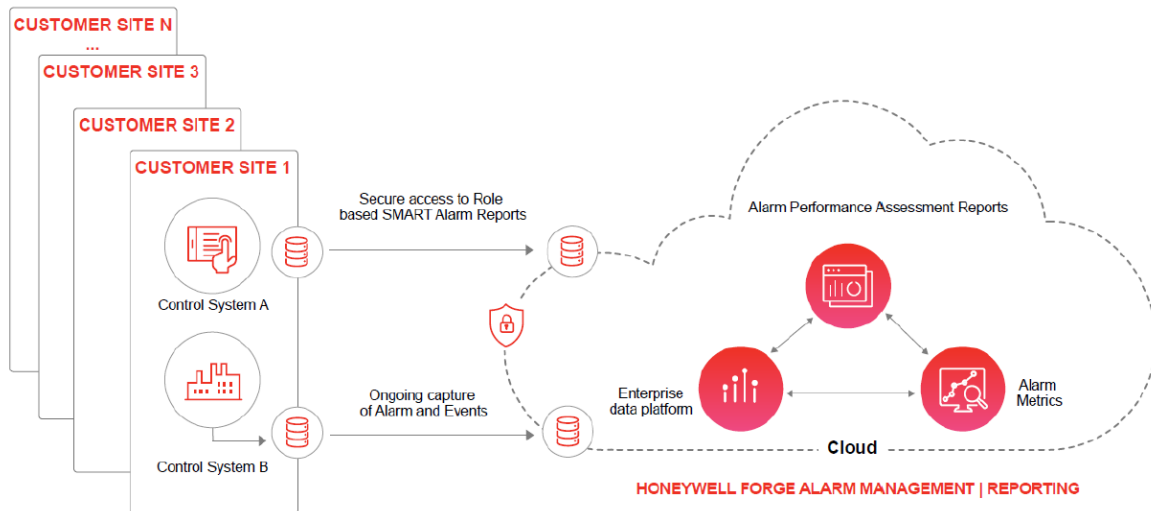 CUSTOMER SITE N
...
CUSTOMER SITE 3
CUSTOMER SITE 2
CUSTOMER SITE 1
Control System A
Control System B
Secure access to Role
based SMART Alarm Reports
Ongoing capture
of Alarm and Events
Alarm Performance Assessment Reports
Enterprise
data platform
Alarm
Metrics
Cloud
HONEYWELL FORGE ALARM MANAGEMENT | REPORTING